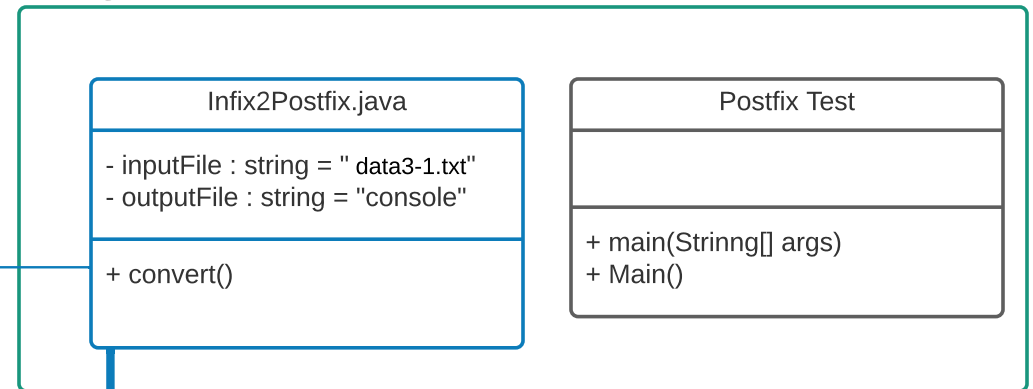 Infix2Postfix.java
- inputFile : string = " data3-1.txt"
- outputFile : string = "console"
+ convert()
Postfix Test
+ main(Strinng[] args)
+ Main()